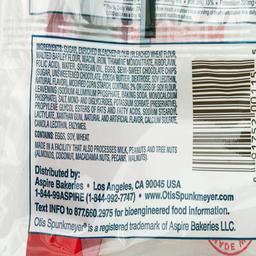 INGREDIENTS: SUGAR, ENRICHED BLEACHED FLOUR (BLEACHED WHEAT FLOUR,
MALTED BARLEY FLOUR, NIACIN, IRON, THIAMINE MONONITRATE, RIBOFLAVIN,
FOLIC ACID), WATER, SOYBEAN OIL, EGGS, SEMI-SWEET CHOCOLATE CHIPS
(SUGAR, UNSWEETENED CHOCOLATE, COCOA BUTTER, DEXTROSE, SOY LECITHIN,
NATURAL FLAVOR), MODIFIED CORN STARCH, CONTAINS 2% OR LESS OF SOY FLOUR,
LEAVENING (SODIUM ALUMINUM PHOSPHATE, BAKING SODA, MONOCALCIUM
PHOSPHATE), SALT, MONO- AND DIGLYCERIDES, POTASSIUM SORBATE (PRESERVATIVE),
PROPYLENE GLYCOL ESTERS OF FATS AND FATTY ACIDS, SODIUM STEAROYL
LACTYLATE, XANTHAN GUM, NATURAL AND ARTIFICIAL FLAVOR, CALCIUM SULFATE,
CANOLA LECITHIN, ENZYMES.
CONTAINS: EGGS, SOY, WHEAT.
MADE IN A FACILITY THAT ALSO PROCESSES MILK, PEANUTS AND TREE NUTS
(ALMONDS, COCONUT, MACADAMIA NUTS, PECANS, WALNUTS).
Distributed by:
Aspire Bakeries • Los Angeles, CA 90045 USA
1-844-99ASPIRE (1-844-992-7747) • www.OtisSpunkmeyer.com
Text INFO to 877.660.2975 for bioengineered food information.
Otis Spunkmeyer® is a registered trademark of Aspire Bakeries LLC.